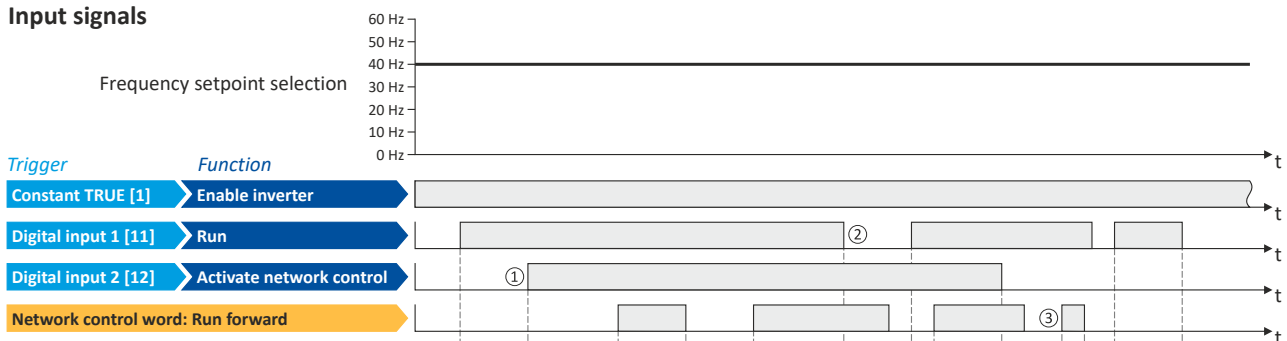 Input signals
60 Hz
50 Hz
40 Hz
Frequency setpoint selection
30 Hz
20 Hz
10 Hz
0 Hz
t
Trigger Function
Constant TRUE [1] Enable inverter
t
Digital input 1 [11] Run ②
t
Digital input 2 [12] Activate network control ①
t
Network control word: Run forward ③
t